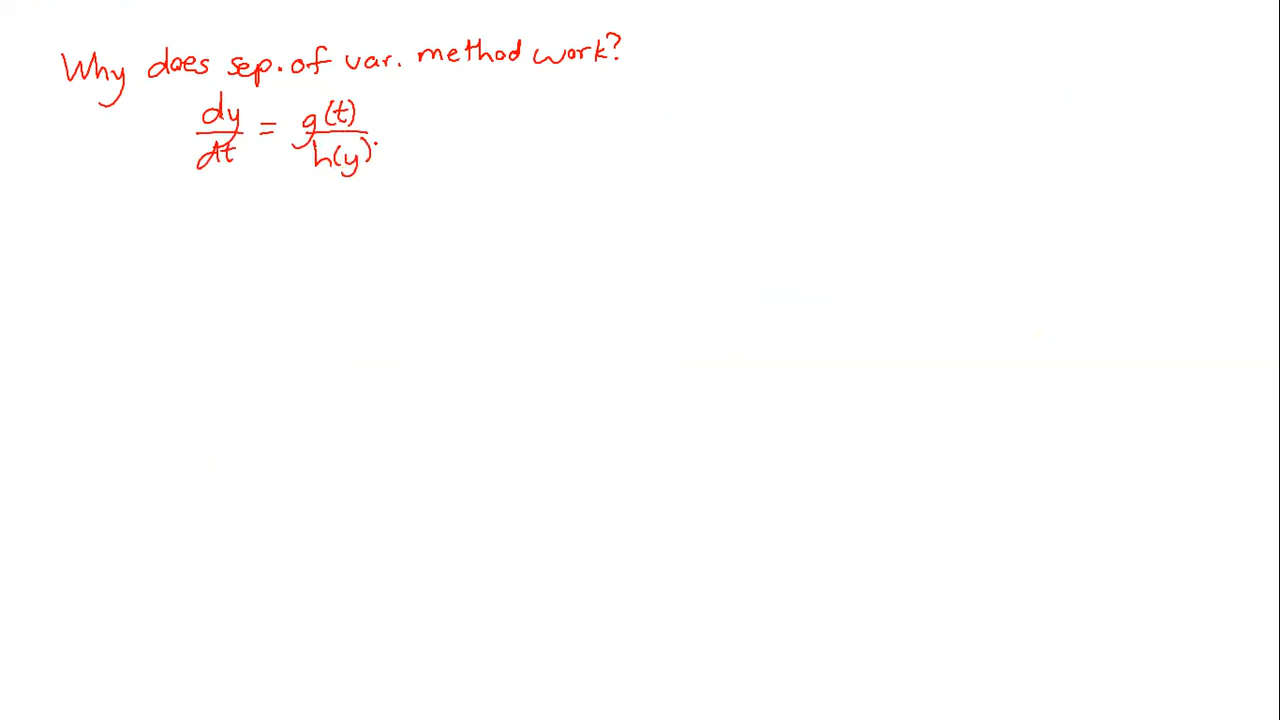 Why does sep. of var. method work?
dy/dt = g(t)/h(y).